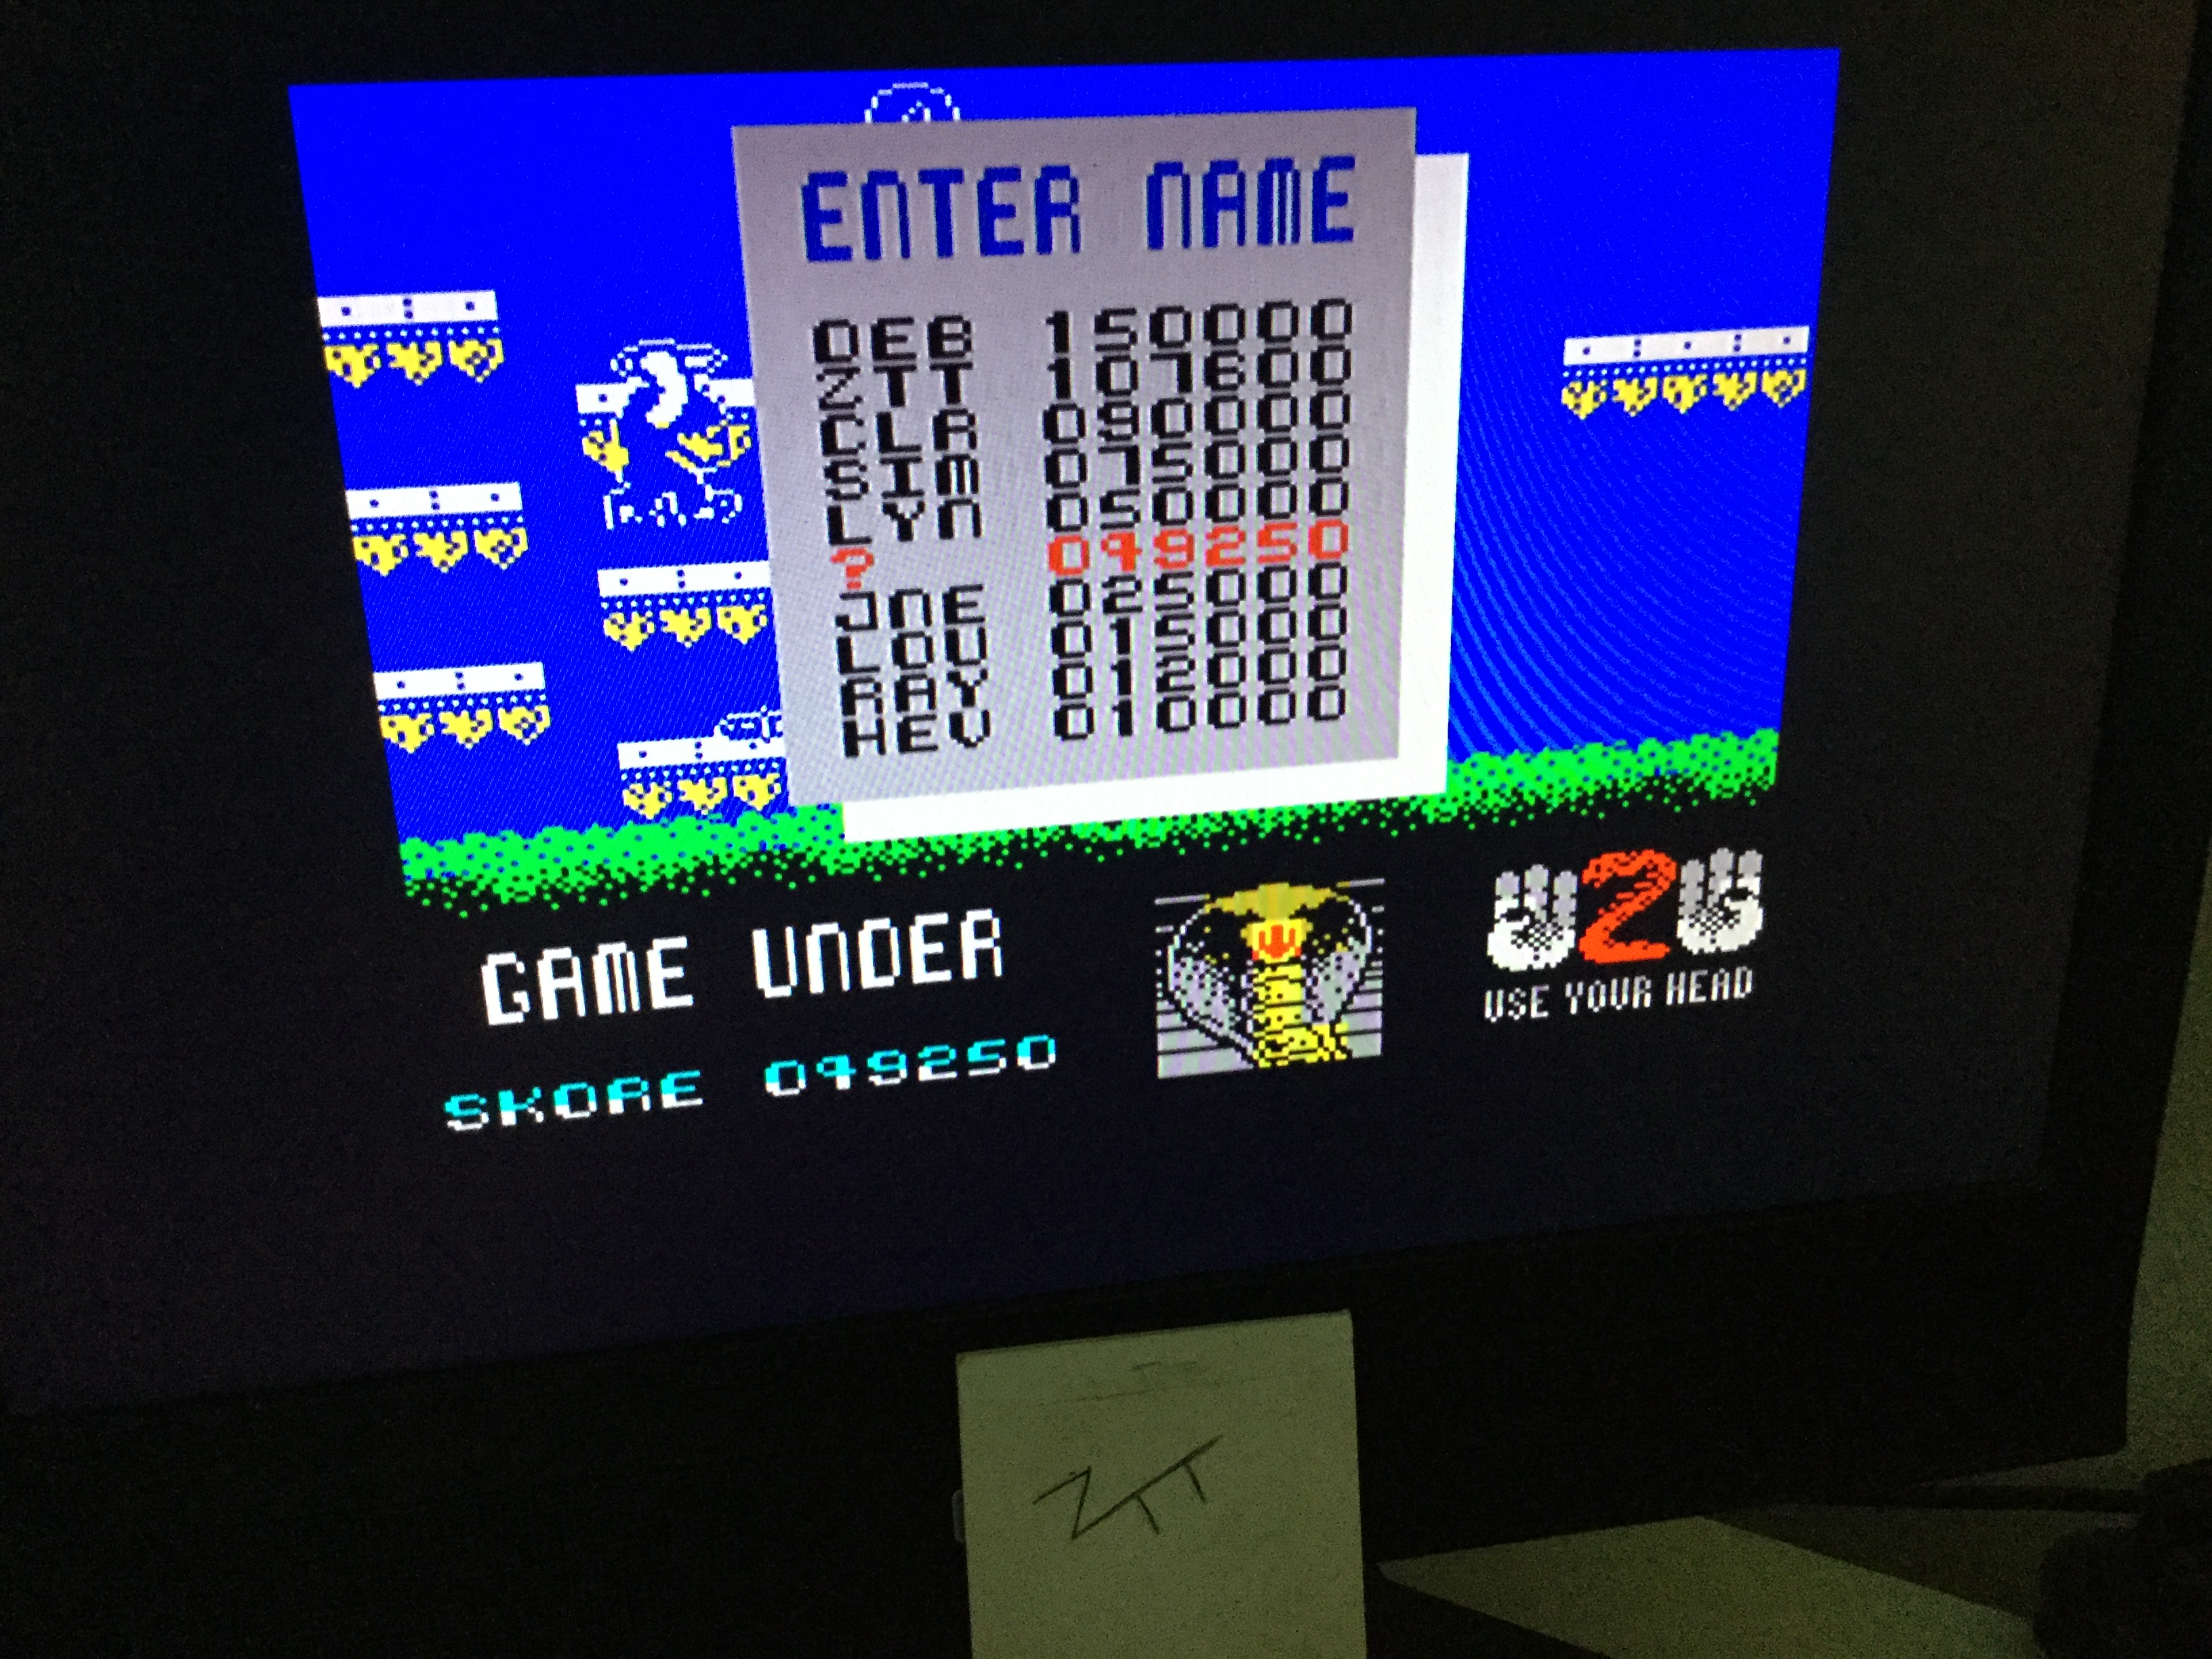 ENTER NAME
DEB 150000
ZTT 107600
CLA 090000
SIM 075000
LYN 050000
? 049250
JNE 025000
LOU 015000
RAY 012000
HEV 010000
GAME UNDER
SKORE 049250
2
USE YOUR HEAD
ZTT